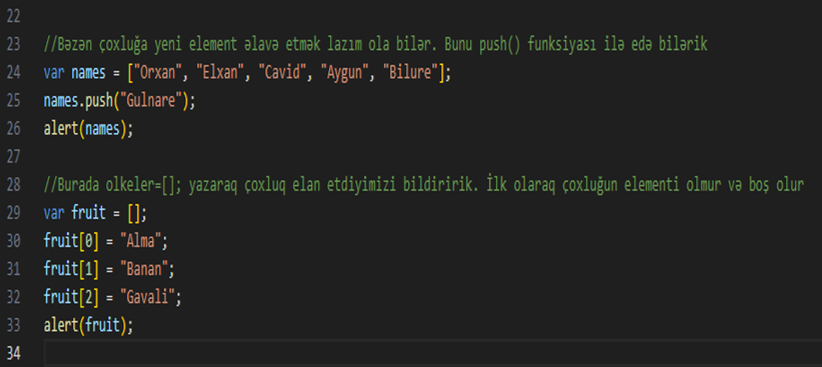 22
23 //Bəzən çoxluğa yeni element əlavə etmək lazım ola bilər. Bunu push() funksiyası ilə edə bilərik
24 var names = ["Orxan", "Elxan", "Cavid", "Aygun", "Bilure"];
25 names.push("Gulnare");
26 alert(names);
27
28 //Burada olkeler=[]; yazaraq çoxluq elan etdiyimizi bildiririk. İlk olaraq çoxluğun elementi olmur və boş olur
29 var fruit = [];
30 fruit[0] = "Alma";
31 fruit[1] = "Banan";
32 fruit[2] = "Gavali";
33 alert(fruit);
34